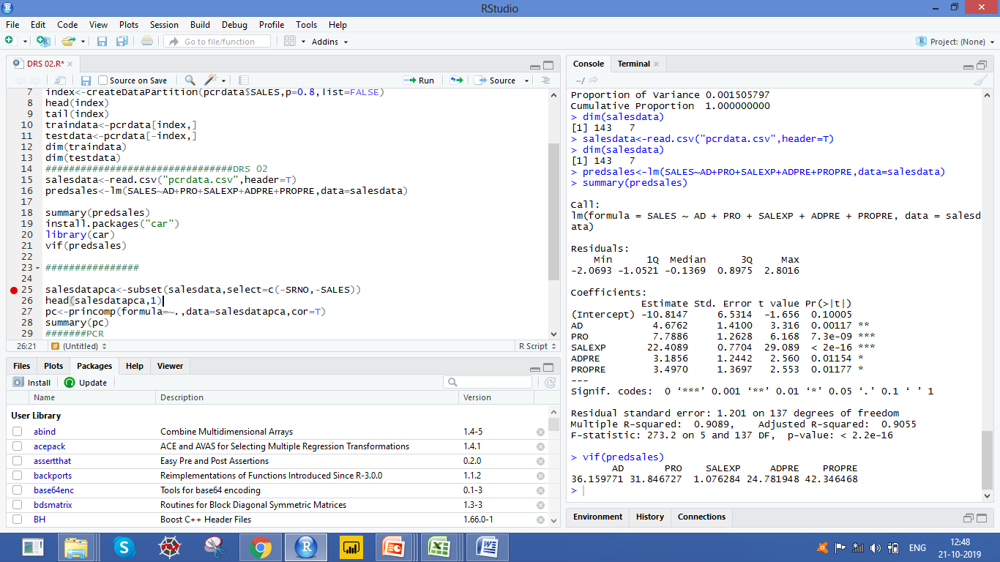 RStudio
File Edit Code View Plots Session Build Debug Profile Tools Help
Go to file/function Addins Project: (None)
DRS 02.R*
Source on Save Run Source
7 index<-createDataPartition(pcrdata$SALES,p=0.8,list=FALSE)
8 head(index)
9 tail(index)
10 traindata<-pcrdata[index,]
11 testdata<-pcrdata[-index,]
12 dim(traindata)
13 dim(testdata)
14 ################################DRS 02
15 salesdata<-read.csv("pcrdata.csv",header=T)
16 predsales<-lm(SALES~AD+PRO+SALEXP+ADPRE+PROPRE,data=salesdata)
17
18 summary(predsales)
19 install.packages("car")
20 library(car)
21 vif(predsales)
22
23 ################
24
25 salesdatapca<-subset(salesdata,select=c(-SRNO,-SALES))
26 head(salesdatapca,1)
27 pc<-princomp(formula=~.,data=salesdatapca,cor=T)
28 summary(pc)
29 #######PCR
26:21 # (Untitled) R Script
Files Plots Packages Help Viewer
Install Update
Name Description Version
User Library
abind Combine Multidimensional Arrays 1.4-5
acepack ACE and AVAS for Selecting Multiple Regression Transformations 1.4.1
assertthat Easy Pre and Post Assertions 0.2.0
backports Reimplementations of Functions Introduced Since R-3.0.0 1.1.2
base64enc Tools for base64 encoding 0.1-3
bdsmatrix Routines for Block Diagonal Symmetric Matrices 1.3-3
BH Boost C++ Header Files 1.66.0-1
Console Terminal
~/
Proportion of Variance 0.001505797
Cumulative Proportion  1.000000000
> dim(salesdata)
[1] 143   7
> salesdata<-read.csv("pcrdata.csv",header=T)
> dim(salesdata)
[1] 143   7
> predsales<-lm(SALES~AD+PRO+SALEXP+ADPRE+PROPRE,data=salesdata)
> summary(predsales)
Call:
lm(formula = SALES ~ AD + PRO + SALEXP + ADPRE + PROPRE, data = salesd
ata)
Residuals:
Min 1Q Median 3Q Max
-2.0693 -1.0521 -0.1369 0.8975 2.8016
Coefficients:
Estimate Std. Error t value Pr(>|t|)
(Intercept) -10.8147 6.5314 -1.656 0.10005
AD 4.6762 1.4100 3.316 0.00117 **
PRO 7.7886 1.2628 6.168 7.3e-09 ***
SALEXP 22.4089 0.7704 29.089 < 2e-16 ***
ADPRE 3.1856 1.2442 2.560 0.01154 *
PROPRE 3.4970 1.3697 2.553 0.01177 *
---
Signif. codes:  0 ‘***’ 0.001 ‘**’ 0.01 ‘*’ 0.05 ‘.’ 0.1 ‘ ’ 1
Residual standard error: 1.201 on 137 degrees of freedom
Multiple R-squared:  0.9089,    Adjusted R-squared:  0.9055
F-statistic: 273.2 on 5 and 137 DF,  p-value: < 2.2e-16
> vif(predsales)
AD PRO SALEXP ADPRE PROPRE
36.159771 31.846727 1.076284 24.781948 42.346468
>
Environment History Connections
ENG
12:48
21-10-2019